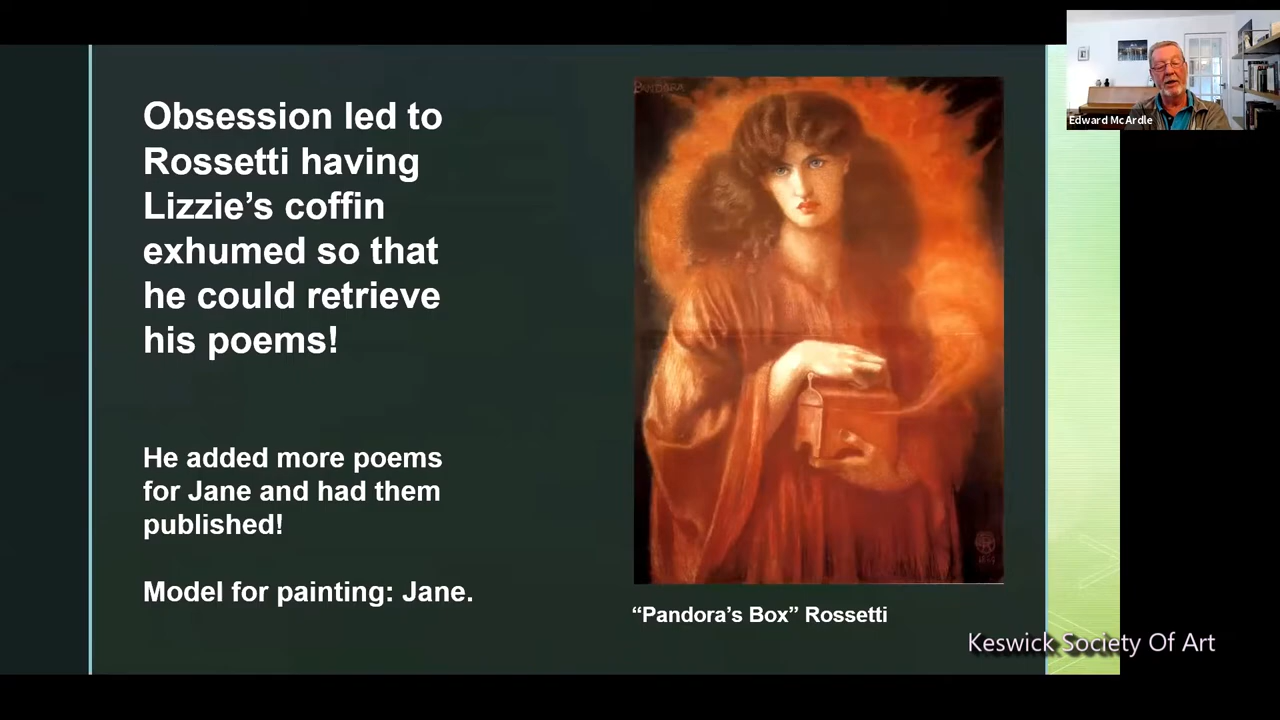 Obsession led to
Rossetti having
Lizzie's coffin
exhumed so that
he could retrieve
his poems!
He added more poems
for Jane and had them
published!
Model for painting: Jane.
PANDORA
"Pandora's Box" Rossetti
Edward McArdle
Keswick Society Of Art